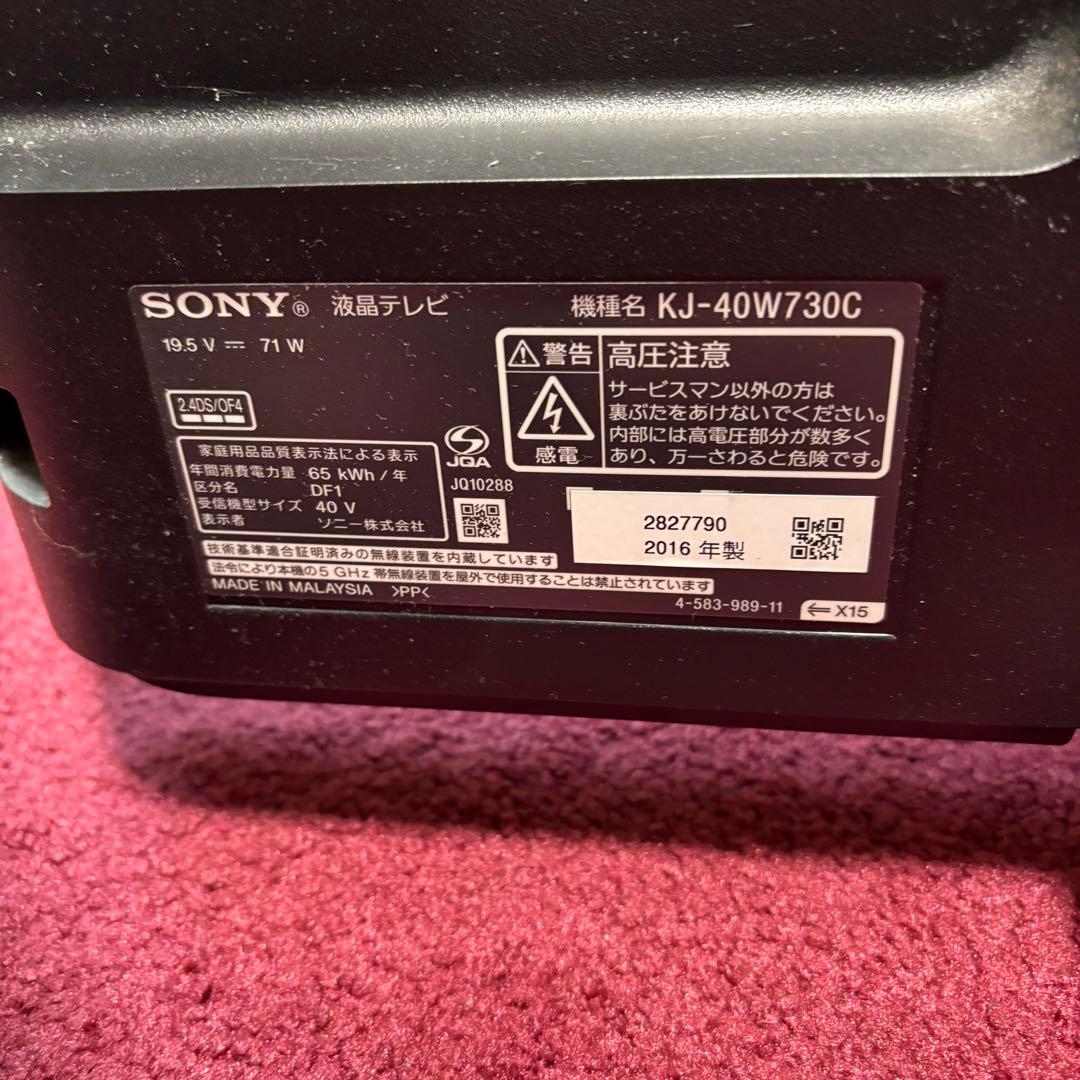 SONY® 液晶テレビ 機種名 KJ-40W730C
19.5 V ⎓ 71 W
2.4DS/OF4
⚠警告 高圧注意
感電
サービスマン以外の方は
裏ぶたをあけないでください。
内部には高電圧部分が数多く
あり、万一さわると危険です。
家庭用品品質表示法による表示
年間消費電力量 65 kWh / 年
区分名 DF1
受信機型サイズ 40 V
表示者 ソニー株式会社
JQA
JQ10288
2827790
2016 年製
技術基準適合証明済みの無線装置を内蔵しています
法令により本機の5 GHz 帯無線装置を屋外で使用することは禁止されています
MADE IN MALAYSIA >PP<
4-583-989-11 ⇐ X15